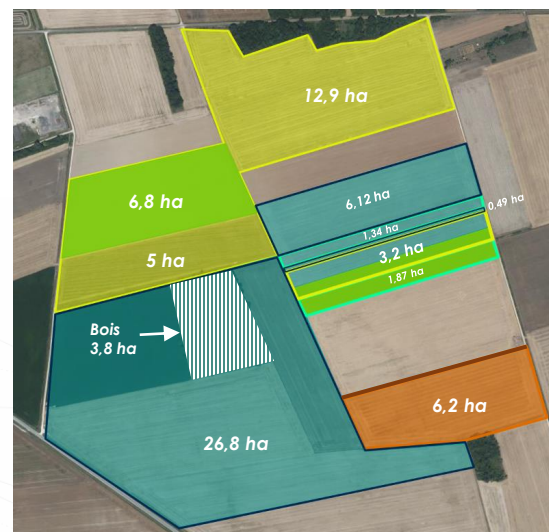 12,9 ha
6,8 ha
6,12 ha
0,49 ha
1,34 ha
5 ha
3,2 ha
1,87 ha
Bois
3,8 ha
6,2 ha
26,8 ha